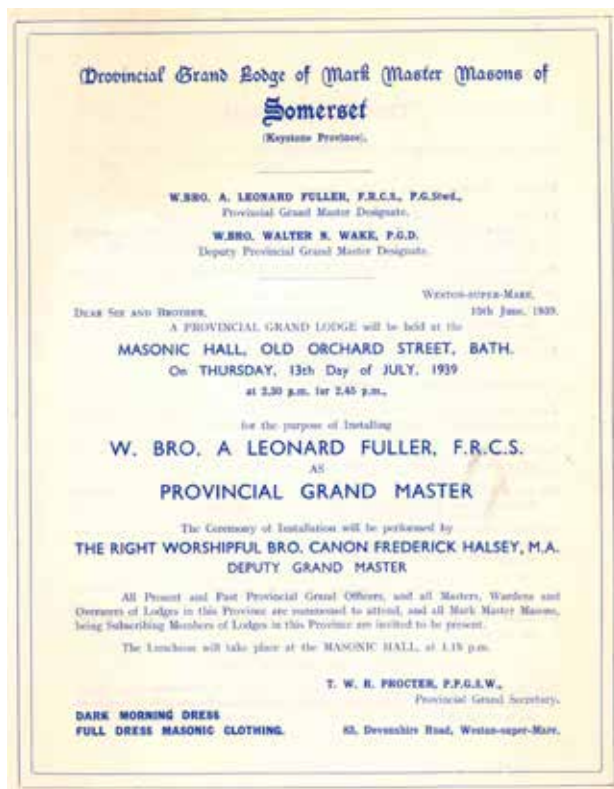 Provincial Grand Lodge of Mark Master Masons of
Somerset
(Keystone Province).
W.BRO. A. LEONARD FULLER, F.R.C.S., P.G.Stwd.,
Provincial Grand Master Designate.
W.BRO. WALTER N. WAKE, P.G.D.
Deputy Provincial Grand Master Designate.
WESTON-SUPER-MARE,
DEAR SIR AND BROTHER, June, 1939.
A PROVINCIAL GRAND LODGE will be held at the
MASONIC HALL, OLD ORCHARD STREET, BATH.
On THURSDAY, 13th Day of JULY, 1939
at 2.30 p.m. for 2.45 p.m.,
for the purpose of Installing
W. BRO. A LEONARD FULLER, F.R.C.S.
AS
PROVINCIAL GRAND MASTER
The Ceremony of Installation will be performed by
THE RIGHT WORSHIPFUL BRO. CANON FREDERICK HALSEY, M.A.
DEPUTY GRAND MASTER
All Present and Past Provincial Grand Officers, and all Masters, Wardens and
Overseers of Lodges in this Province are summoned to attend, and all Mark Master Masons,
being Subscribing Members of Lodges in this Province are invited to be present.
The Luncheon will take place at the MASONIC HALL, at 1.15 p.m.
T. W. R. PROCTER, P.P.G.S.W.,
Provincial Grand Secretary.
DARK MORNING DRESS
FULL DRESS MASONIC CLOTHING. Devonshire Road, Weston-super-Mare.